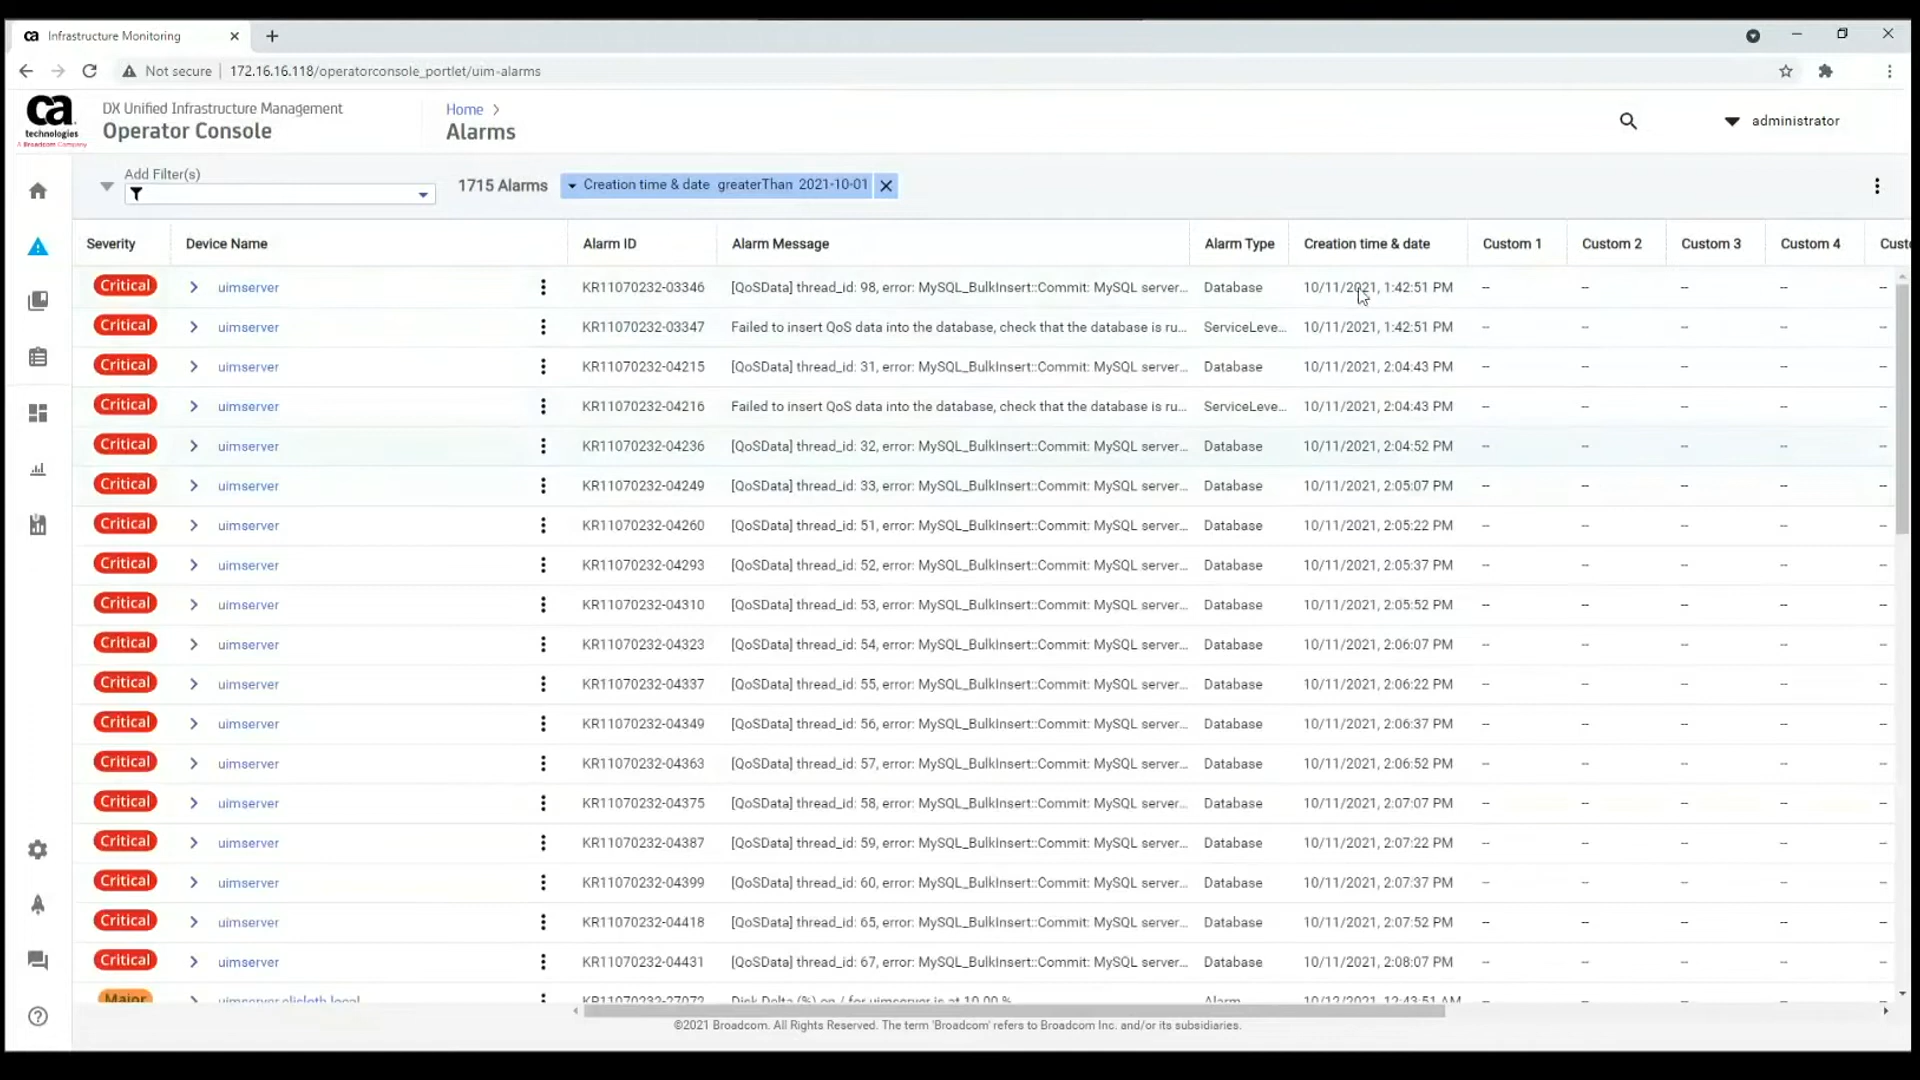 ca Infrastructure Monitoring
Not secure 172.16.16.118/operatorconsole_portlet/uim-alarms
ca technologies A Broadcom Company
DX Unified Infrastructure Management
Operator Console
Home >
Alarms
administrator
Add Filter(s)
1715 Alarms
Creation time & date greaterThan 2021-10-01
Severity Device Name Alarm ID Alarm Message Alarm Type Creation time & date Custom 1 Custom 2 Custom 3 Custom 4 Custo
Critical uimserver KR11070232-03346 [QoSData] thread_id: 98, error: MySQL_BulkInsert::Commit: MySQL server... Database 10/11/2021, 1:42:51 PM -- -- -- -- --
Critical uimserver KR11070232-03347 Failed to insert QoS data into the database, check that the database is ru... ServiceLeve... 10/11/2021, 1:42:51 PM -- -- -- -- --
Critical uimserver KR11070232-04215 [QoSData] thread_id: 31, error: MySQL_BulkInsert::Commit: MySQL server... Database 10/11/2021, 2:04:43 PM -- -- -- -- --
Critical uimserver KR11070232-04216 Failed to insert QoS data into the database, check that the database is ru... ServiceLeve... 10/11/2021, 2:04:43 PM -- -- -- -- --
Critical uimserver KR11070232-04236 [QoSData] thread_id: 32, error: MySQL_BulkInsert::Commit: MySQL server... Database 10/11/2021, 2:04:52 PM -- -- -- -- --
Critical uimserver KR11070232-04249 [QoSData] thread_id: 33, error: MySQL_BulkInsert::Commit: MySQL server... Database 10/11/2021, 2:05:07 PM -- -- -- -- --
Critical uimserver KR11070232-04260 [QoSData] thread_id: 51, error: MySQL_BulkInsert::Commit: MySQL server... Database 10/11/2021, 2:05:22 PM -- -- -- -- --
Critical uimserver KR11070232-04293 [QoSData] thread_id: 52, error: MySQL_BulkInsert::Commit: MySQL server... Database 10/11/2021, 2:05:37 PM -- -- -- -- --
Critical uimserver KR11070232-04310 [QoSData] thread_id: 53, error: MySQL_BulkInsert::Commit: MySQL server... Database 10/11/2021, 2:05:52 PM -- -- -- -- --
Critical uimserver KR11070232-04323 [QoSData] thread_id: 54, error: MySQL_BulkInsert::Commit: MySQL server... Database 10/11/2021, 2:06:07 PM -- -- -- -- --
Critical uimserver KR11070232-04337 [QoSData] thread_id: 55, error: MySQL_BulkInsert::Commit: MySQL server... Database 10/11/2021, 2:06:22 PM -- -- -- -- --
Critical uimserver KR11070232-04349 [QoSData] thread_id: 56, error: MySQL_BulkInsert::Commit: MySQL server... Database 10/11/2021, 2:06:37 PM -- -- -- -- --
Critical uimserver KR11070232-04363 [QoSData] thread_id: 57, error: MySQL_BulkInsert::Commit: MySQL server... Database 10/11/2021, 2:06:52 PM -- -- -- -- --
Critical uimserver KR11070232-04375 [QoSData] thread_id: 58, error: MySQL_BulkInsert::Commit: MySQL server... Database 10/11/2021, 2:07:07 PM -- -- -- -- --
Critical uimserver KR11070232-04387 [QoSData] thread_id: 59, error: MySQL_BulkInsert::Commit: MySQL server... Database 10/11/2021, 2:07:22 PM -- -- -- -- --
Critical uimserver KR11070232-04399 [QoSData] thread_id: 60, error: MySQL_BulkInsert::Commit: MySQL server... Database 10/11/2021, 2:07:37 PM -- -- -- -- --
Critical uimserver KR11070232-04418 [QoSData] thread_id: 65, error: MySQL_BulkInsert::Commit: MySQL server... Database 10/11/2021, 2:07:52 PM -- -- -- -- --
Critical uimserver KR11070232-04431 [QoSData] thread_id: 67, error: MySQL_BulkInsert::Commit: MySQL server... Database 10/11/2021, 2:08:07 PM -- -- -- -- --
Major Disk Delta (%) on / for uimserver is at 10.00 % Alarm 10/12/2021, 12:43:51 AM
©2021 Broadcom. All Rights Reserved. The term 'Broadcom' refers to Broadcom Inc. and/or its subsidiaries.